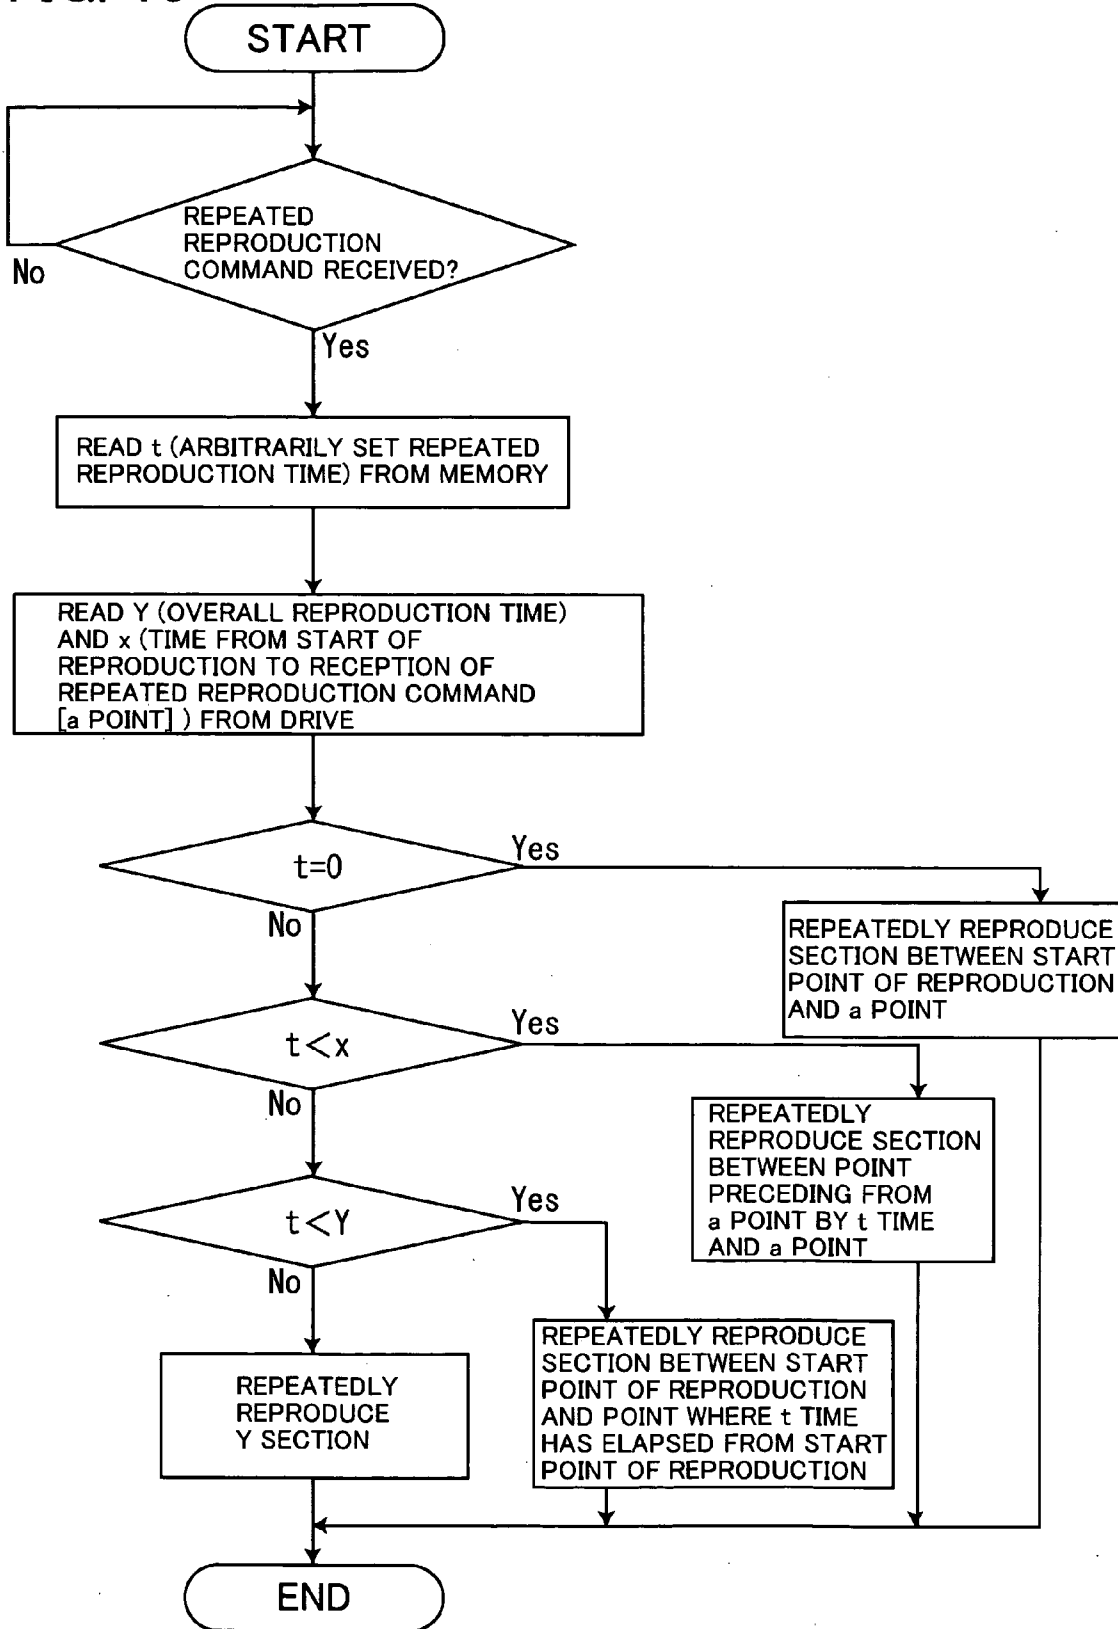 START
REPEATED
REPRODUCTION
COMMAND RECEIVED?
No
Yes
READ t (ARBITRARILY SET REPEATED
REPRODUCTION TIME) FROM MEMORY
READ Y (OVERALL REPRODUCTION TIME)
AND x (TIME FROM START OF
REPRODUCTION TO RECEPTION OF
REPEATED REPRODUCTION COMMAND
[a POINT] ) FROM DRIVE
t=0
Yes
No
REPEATEDLY REPRODUCE
SECTION BETWEEN START
POINT OF REPRODUCTION
AND a POINT
t<x
Yes
No
REPEATEDLY
REPRODUCE SECTION
BETWEEN POINT
PRECEDING FROM
a POINT BY t TIME
AND a POINT
t<Y
Yes
No
REPEATEDLY REPRODUCE
SECTION BETWEEN START
POINT OF REPRODUCTION
AND POINT WHERE t TIME
HAS ELAPSED FROM START
POINT OF REPRODUCTION
REPEATEDLY
REPRODUCE
Y SECTION
END